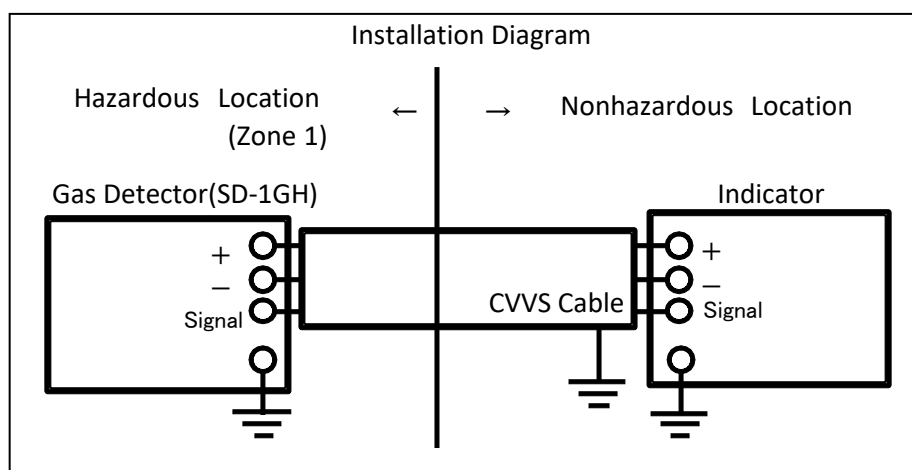 Installation Diagram
Hazardous Location
(Zone 1)
← →
Nonhazardous Location
Gas Detector(SD-1GH)
Indicator
+
−
Signal
CVVS Cable
+
−
Signal